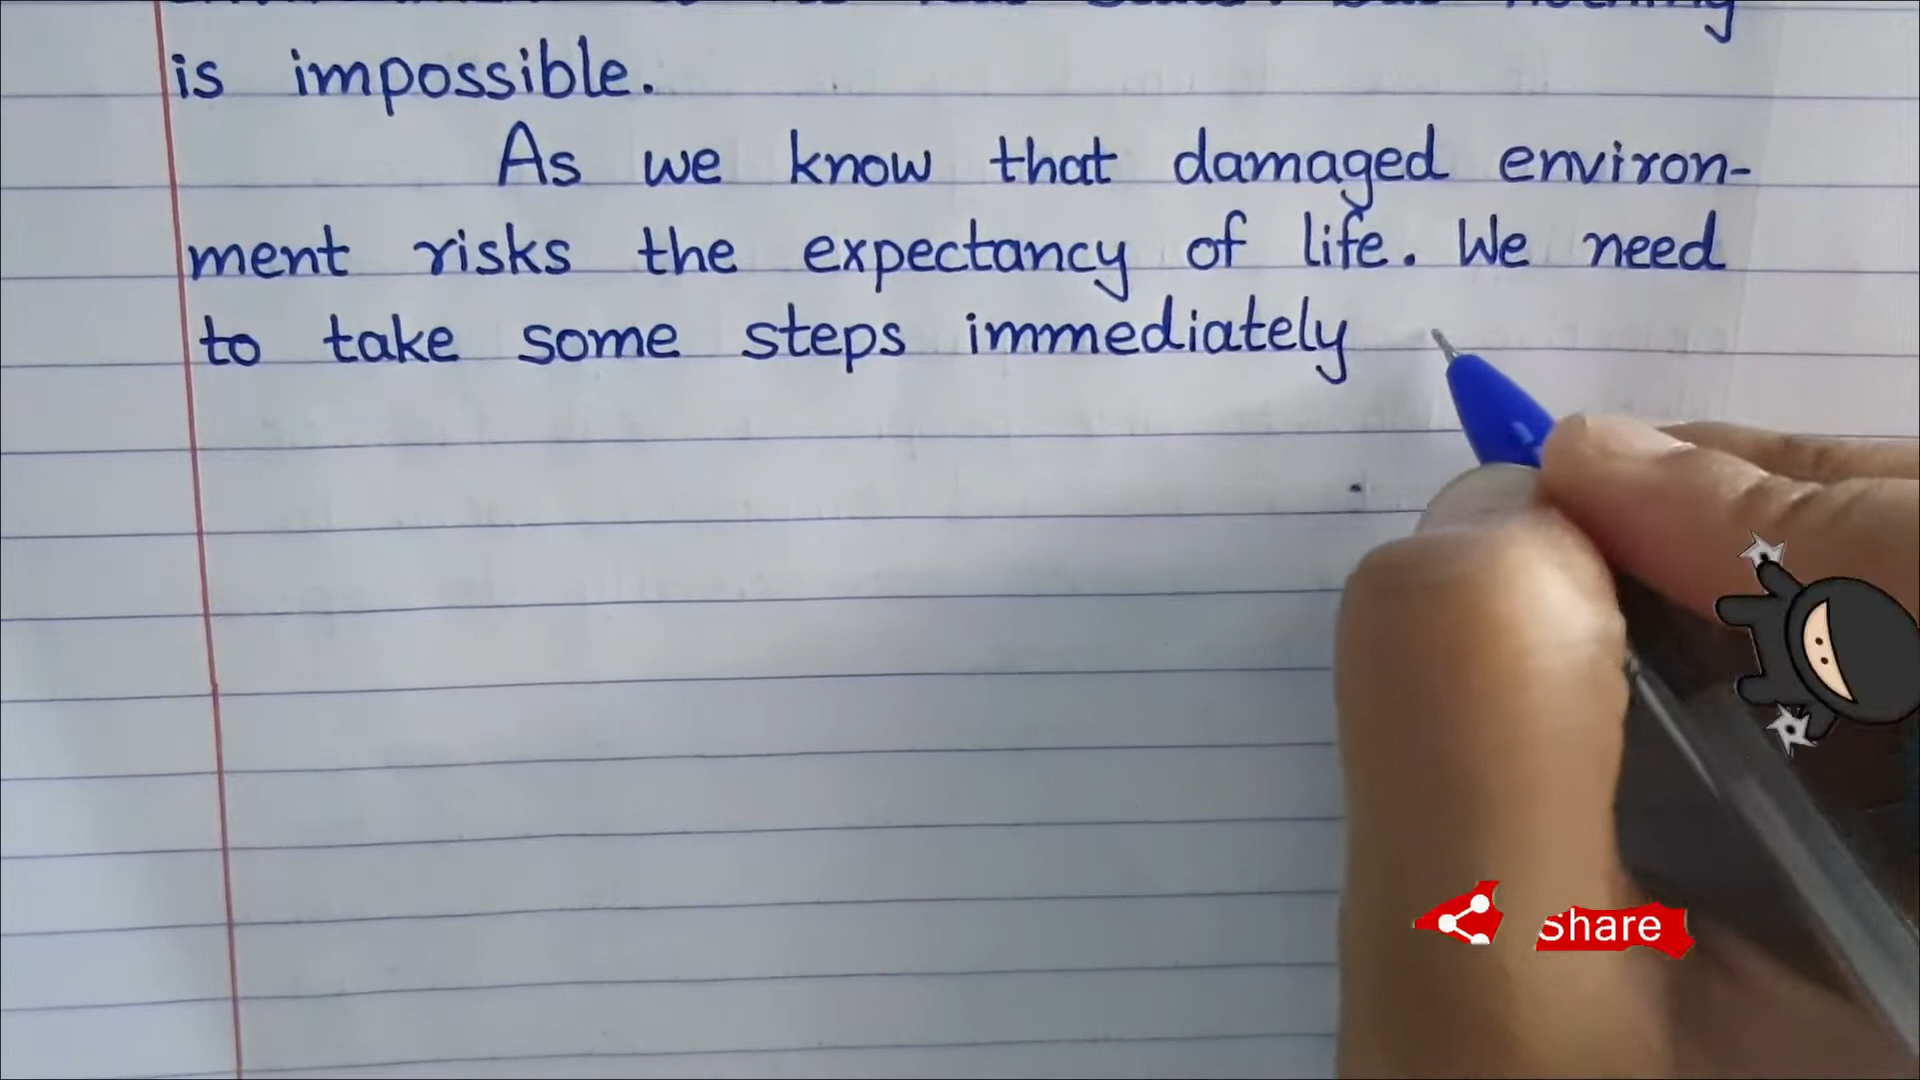 nothing
is impossible.
As we know that damaged environ-
ment risks the expectancy of life. We need
to take some steps immediately
Share